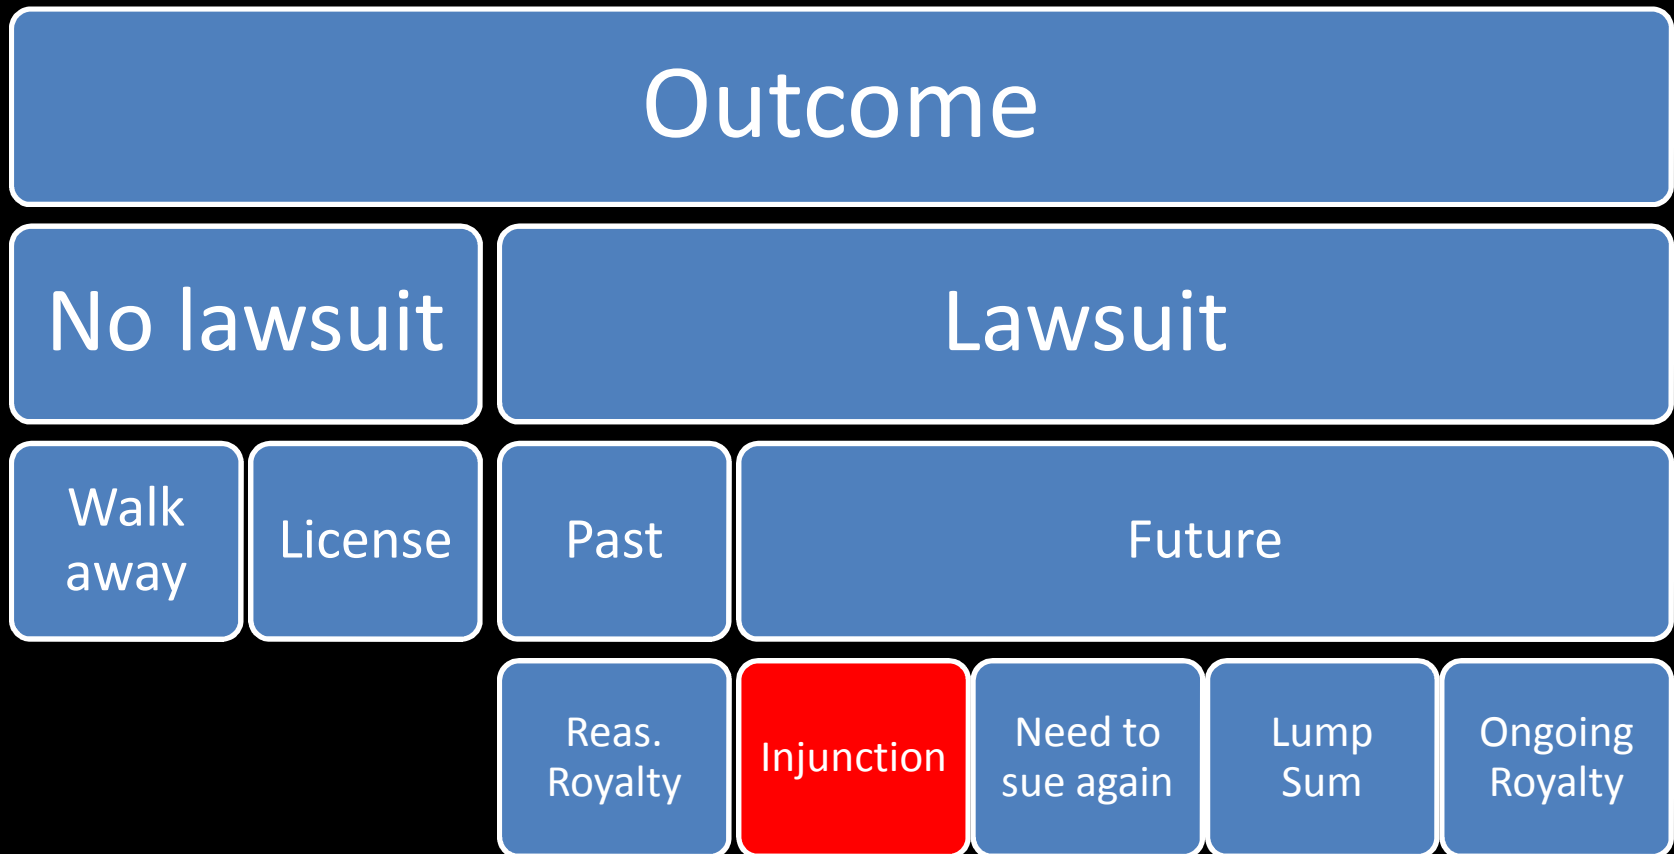 Outcome
No lawsuit
Lawsuit
Walk
away
License
Past
Future
Reas.
Royalty
Injunction
Need to
sue again
Lump
Sum
Ongoing
Royalty